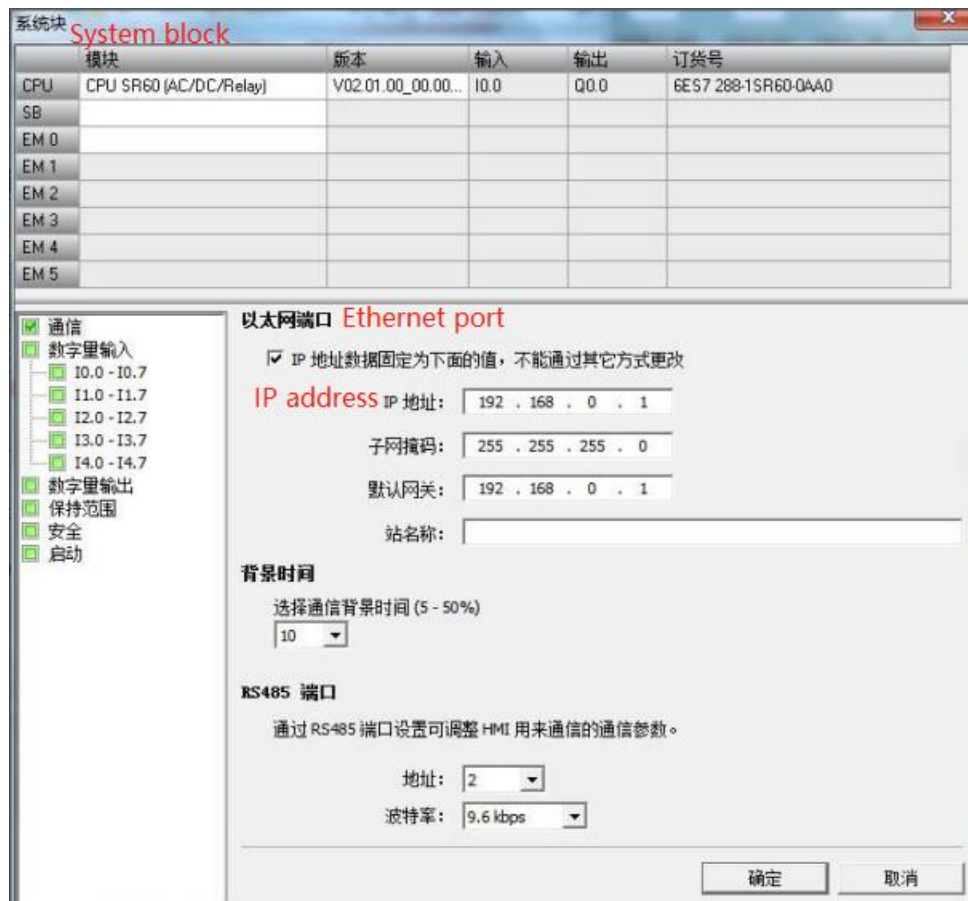 系统块 System block
模块 版本 输入 输出 订货号
CPU CPU SR60 (AC/DC/Relay) V02.01.00_00.00... I0.0 Q0.0 6ES7 288-1SR60-0AA0
SB
EM 0
EM 1
EM 2
EM 3
EM 4
EM 5
通信
数字量输入
I0.0 - I0.7
I1.0 - I1.7
I2.0 - I2.7
I3.0 - I3.7
I4.0 - I4.7
数字量输出
保持范围
安全
启动
以太网端口 Ethernet port
IP 地址数据固定为下面的值，不能通过其它方式更改
IP address IP 地址： 192 . 168 . 0 . 1
子网掩码： 255 . 255 . 255 . 0
默认网关： 192 . 168 . 0 . 1
站名称：
背景时间
选择通信背景时间 (5 - 50%)
10
RS485 端口
通过 RS485 端口设置可调整 HMI 用来通信的通信参数。
地址： 2
波特率： 9.6 kbps
确定 取消